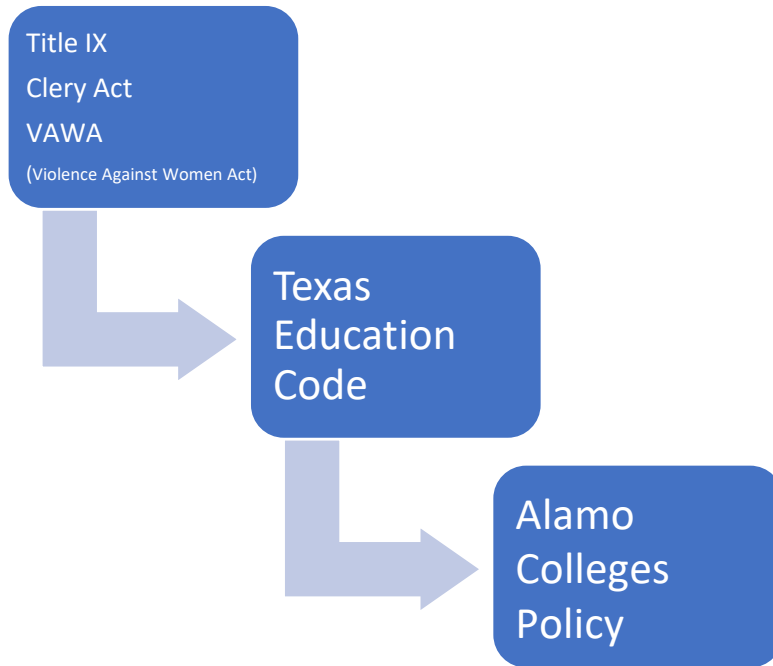 Title IX
Clery Act
VAWA
(Violence Against Women Act)
Texas
Education
Code
Alamo
Colleges
Policy